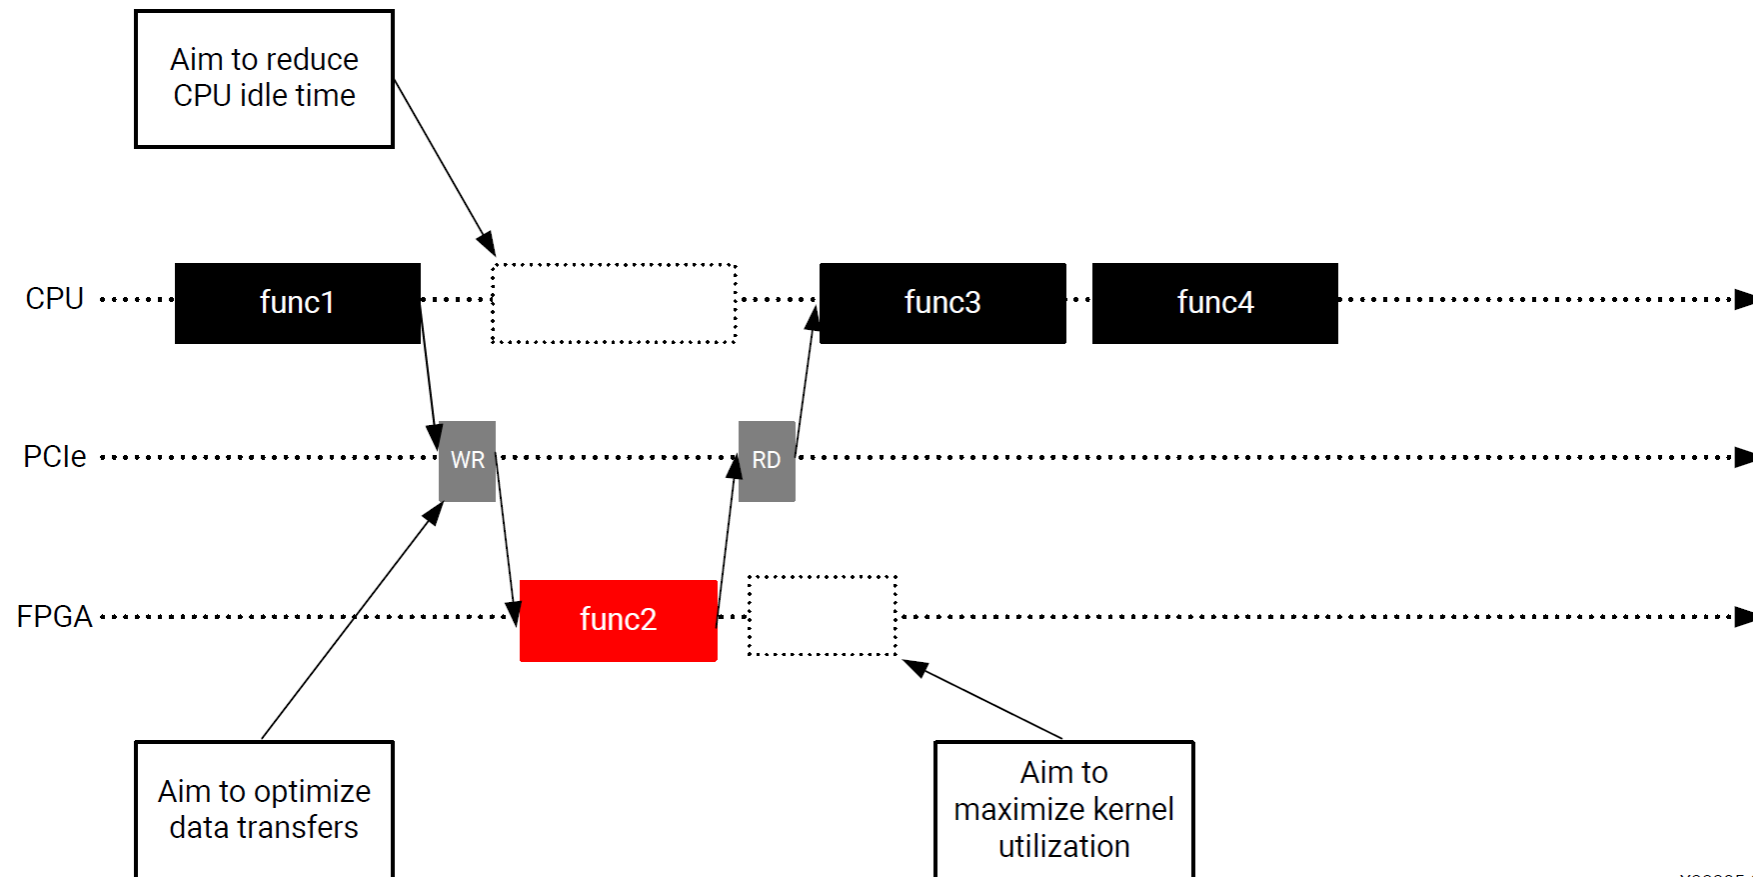 Aim to reduce
CPU idle time
CPU
func1
func3
func4
PCIe
WR
RD
FPGA
func2
Aim to optimize
data transfers
Aim to
maximize kernel
utilization